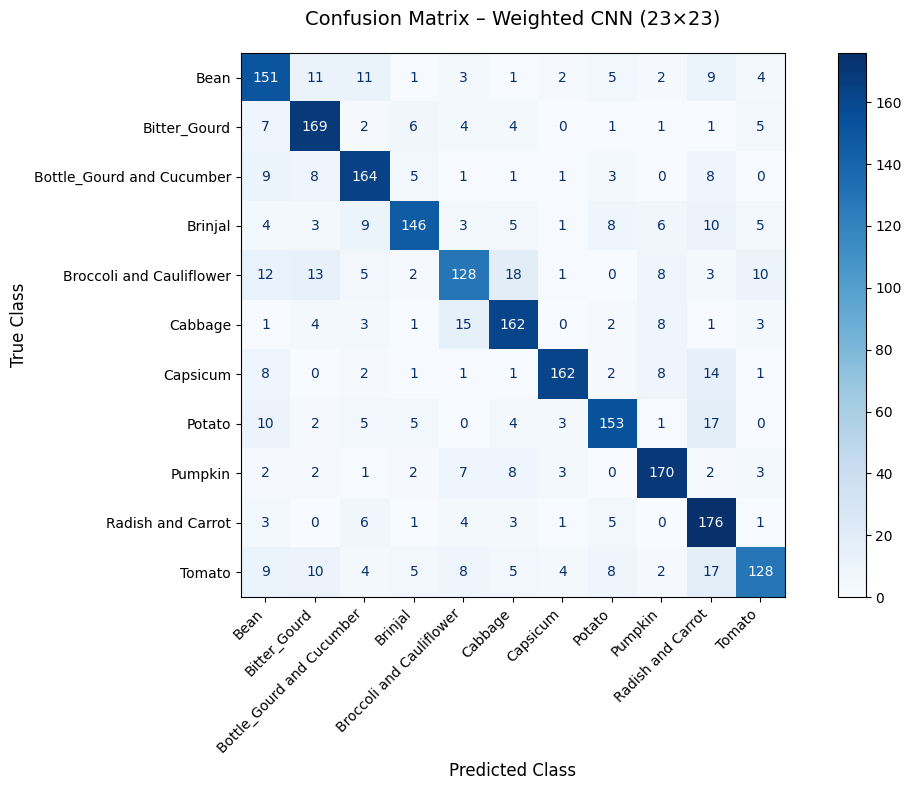 Confusion Matrix – Weighted CNN (23×23)
True Class
Bean 151 11 11 1 3 1 2 5 2 9 4
Bitter_Gourd 7 169 2 6 4 4 0 1 1 1 5
Bottle_Gourd and Cucumber 9 8 164 5 1 1 1 3 0 8 0
Brinjal 4 3 9 146 3 5 1 8 6 10 5
Broccoli and Cauliflower 12 13 5 2 128 18 1 0 8 3 10
Cabbage 1 4 3 1 15 162 0 2 8 1 3
Capsicum 8 0 2 1 1 1 162 2 8 14 1
Potato 10 2 5 5 0 4 3 153 1 17 0
Pumpkin 2 2 1 2 7 8 3 0 170 2 3
Radish and Carrot 3 0 6 1 4 3 1 5 0 176 1
Tomato 9 10 4 5 8 5 4 8 2 17 128
Bean
Bitter_Gourd
Bottle_Gourd and Cucumber
Brinjal
Broccoli and Cauliflower
Cabbage
Capsicum
Potato
Pumpkin
Radish and Carrot
Tomato
Predicted Class
160
140
120
100
80
60
40
20
0